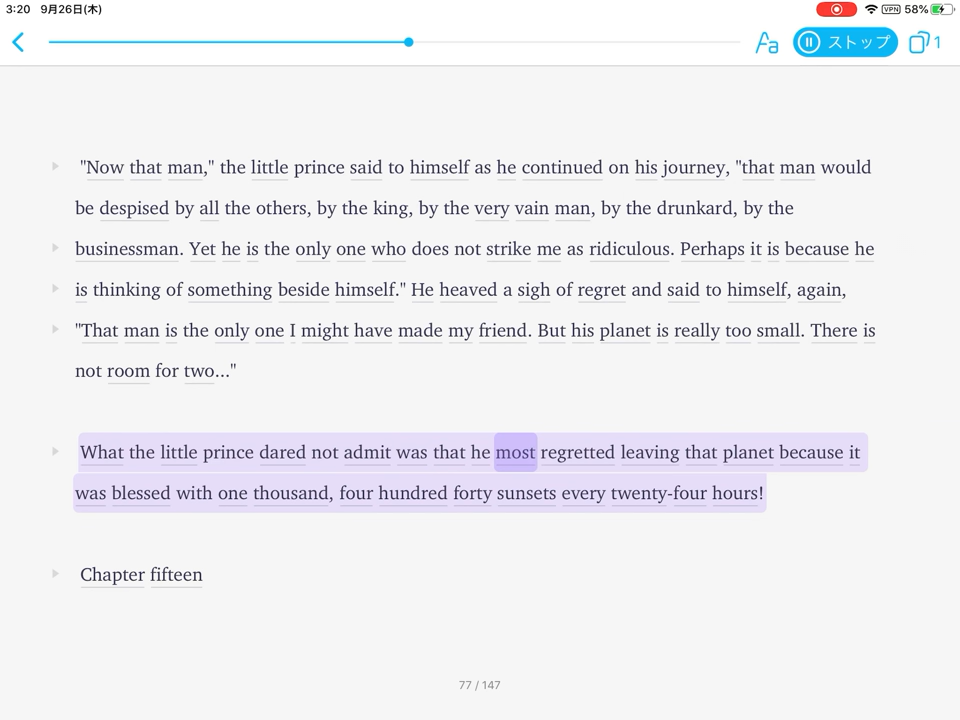 3:20 9月26日(木)
VPN 58%
Aa ストップ 1
"Now that man," the little prince said to himself as he continued on his journey, "that man would
be despised by all the others, by the king, by the very vain man, by the drunkard, by the
businessman. Yet he is the only one who does not strike me as ridiculous. Perhaps it is because he
is thinking of something beside himself." He heaved a sigh of regret and said to himself, again,
"That man is the only one I might have made my friend. But his planet is really too small. There is
not room for two..."
What the little prince dared not admit was that he most regretted leaving that planet because it
was blessed with one thousand, four hundred forty sunsets every twenty-four hours!
Chapter fifteen
77 / 147